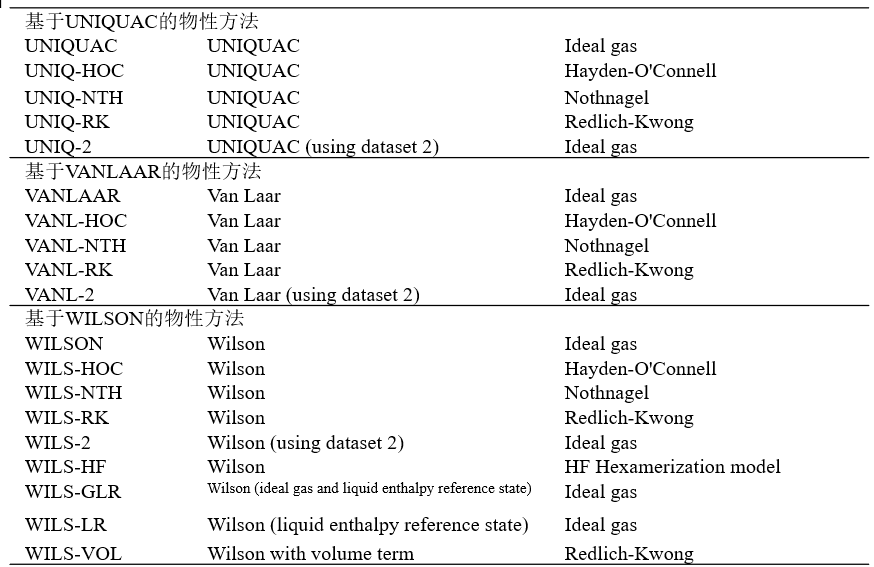 基于UNIQUAC的物性方法
UNIQUAC UNIQUAC Ideal gas
UNIQ-HOC UNIQUAC Hayden-O'Connell
UNIQ-NTH UNIQUAC Nothnagel
UNIQ-RK UNIQUAC Redlich-Kwong
UNIQ-2 UNIQUAC (using dataset 2) Ideal gas
基于VANLAAR的物性方法
VANLAAR Van Laar Ideal gas
VANL-HOC Van Laar Hayden-O'Connell
VANL-NTH Van Laar Nothnagel
VANL-RK Van Laar Redlich-Kwong
VANL-2 Van Laar (using dataset 2) Ideal gas
基于WILSON的物性方法
WILSON Wilson Ideal gas
WILS-HOC Wilson Hayden-O'Connell
WILS-NTH Wilson Nothnagel
WILS-RK Wilson Redlich-Kwong
WILS-2 Wilson (using dataset 2) Ideal gas
WILS-HF Wilson HF Hexamerization model
WILS-GLR Wilson (ideal gas and liquid enthalpy reference state) Ideal gas
WILS-LR Wilson (liquid enthalpy reference state) Ideal gas
WILS-VOL Wilson with volume term Redlich-Kwong